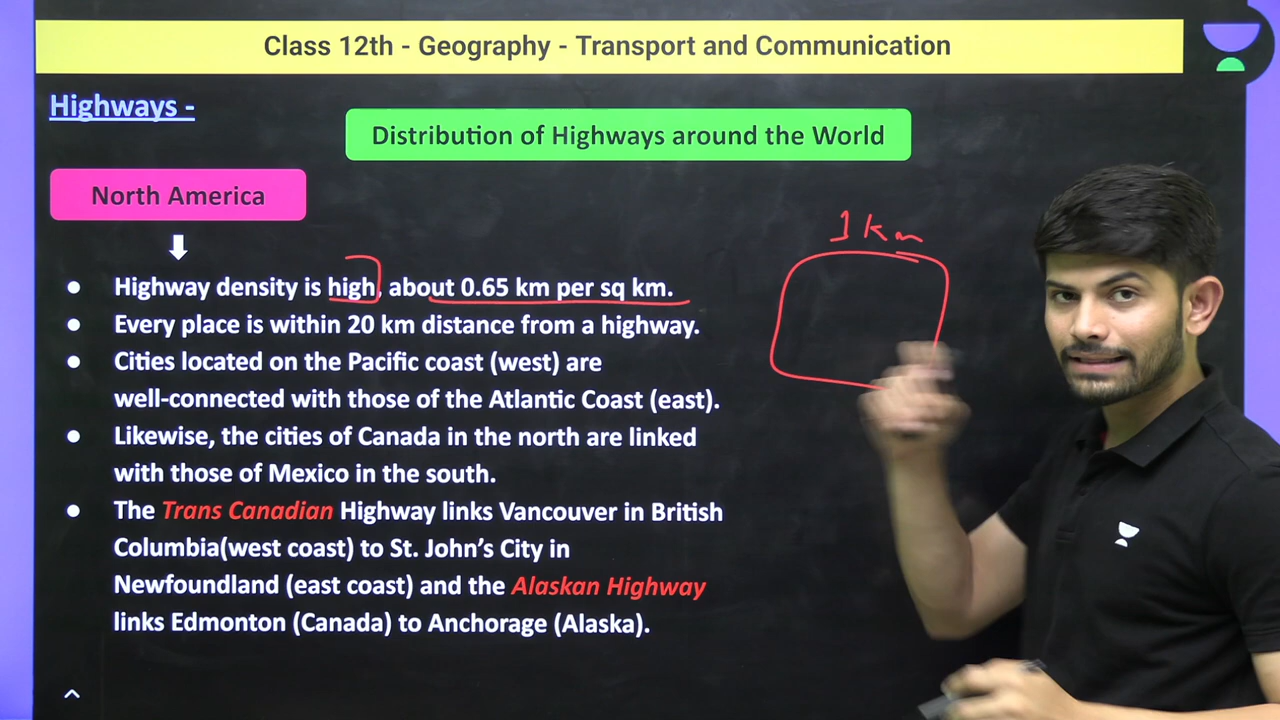 Class 12th - Geography - Transport and Communication
Highways -
Distribution of Highways around the World
North America
1 km
● Highway density is high, about 0.65 km per sq km.
● Every place is within 20 km distance from a highway.
● Cities located on the Pacific coast (west) are
well-connected with those of the Atlantic Coast (east).
● Likewise, the cities of Canada in the north are linked
with those of Mexico in the south.
● The Trans Canadian Highway links Vancouver in British
Columbia(west coast) to St. John’s City in
Newfoundland (east coast) and the Alaskan Highway
links Edmonton (Canada) to Anchorage (Alaska).